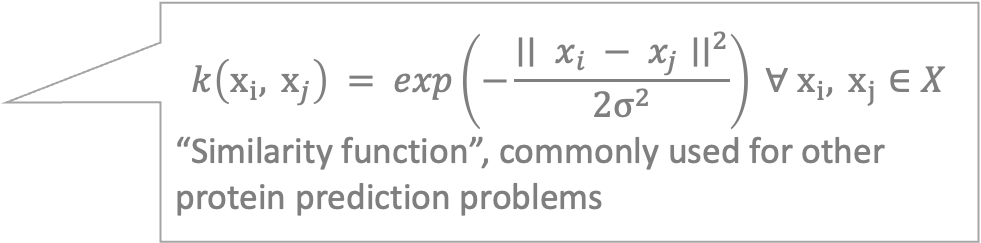 k(xᵢ, xⱼ) = exp(−|| xᵢ − xⱼ ||² / 2σ²) ∀ xᵢ, xⱼ ∈ X
“Similarity function”, commonly used for other
protein prediction problems